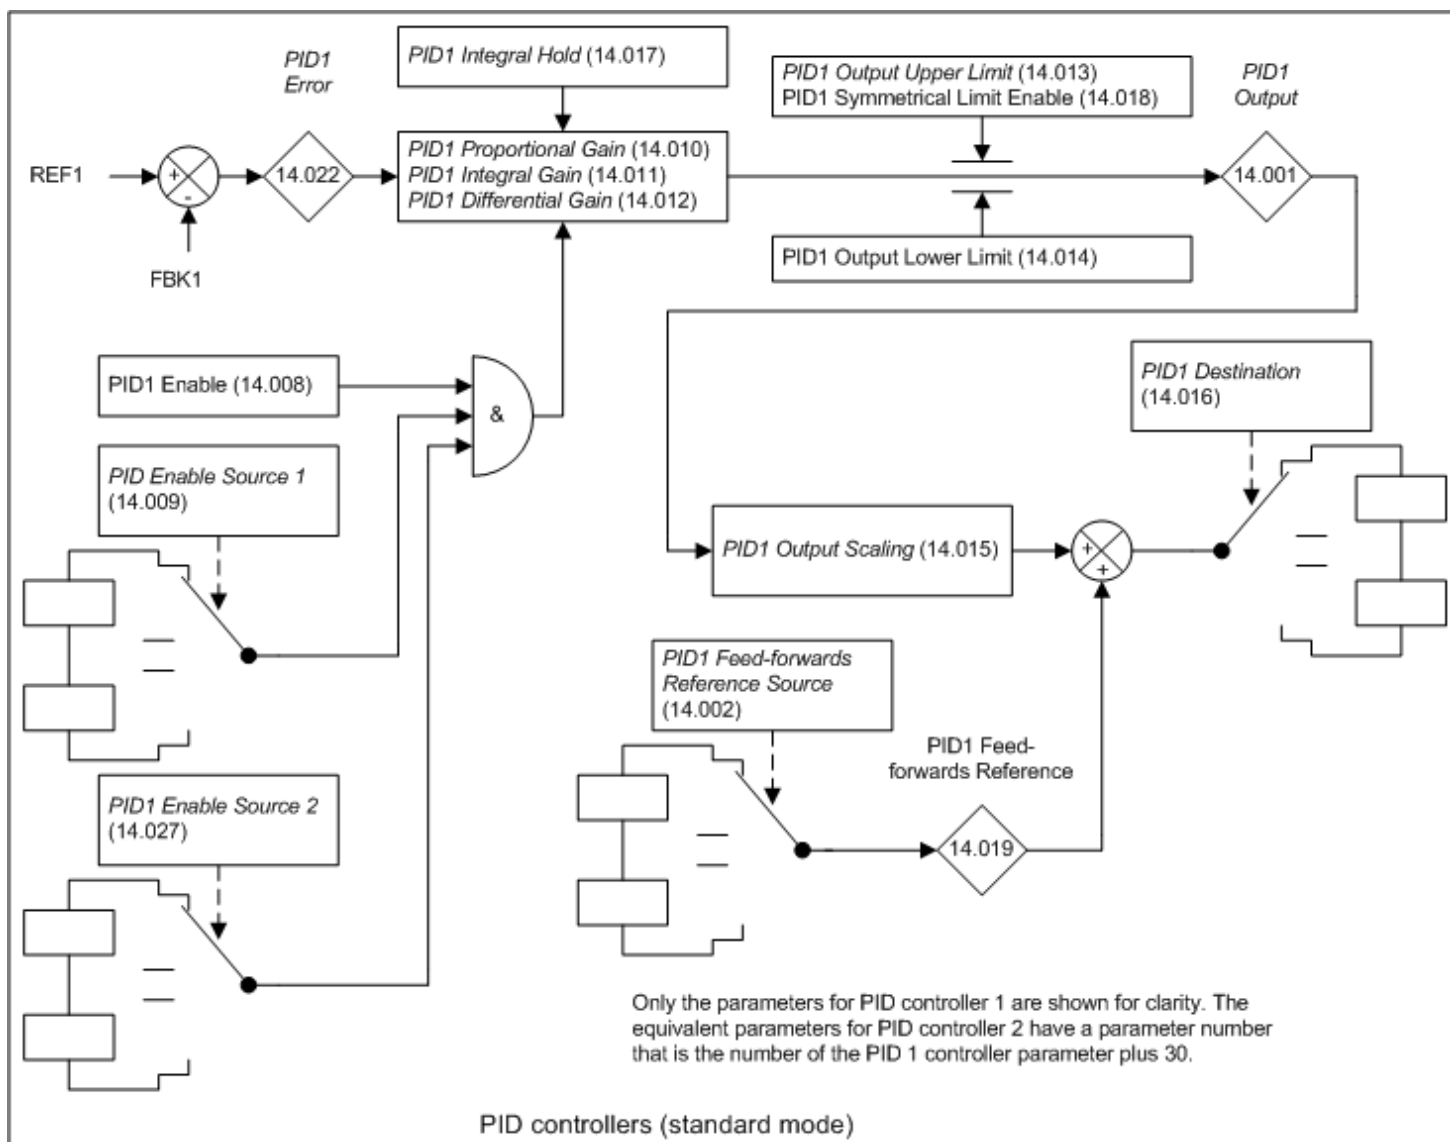 PID1
Error
PID1 Integral Hold (14.017)
PID1 Output Upper Limit (14.013)
PID1 Symmetrical Limit Enable (14.018)
PID1
Output
REF1
+
-
14.022
PID1 Proportional Gain (14.010)
PID1 Integral Gain (14.011)
PID1 Differential Gain (14.012)
14.001
FBK1
PID1 Output Lower Limit (14.014)
PID1 Enable (14.008)
&
PID1 Destination
(14.016)
PID Enable Source 1
(14.009)
PID1 Output Scaling (14.015)
+
+
PID1 Feed-forwards
Reference Source
(14.002)
PID1 Feed-
forwards Reference
PID1 Enable Source 2
(14.027)
14.019
Only the parameters for PID controller 1 are shown for clarity. The
equivalent parameters for PID controller 2 have a parameter number
that is the number of the PID 1 controller parameter plus 30.
PID controllers (standard mode)